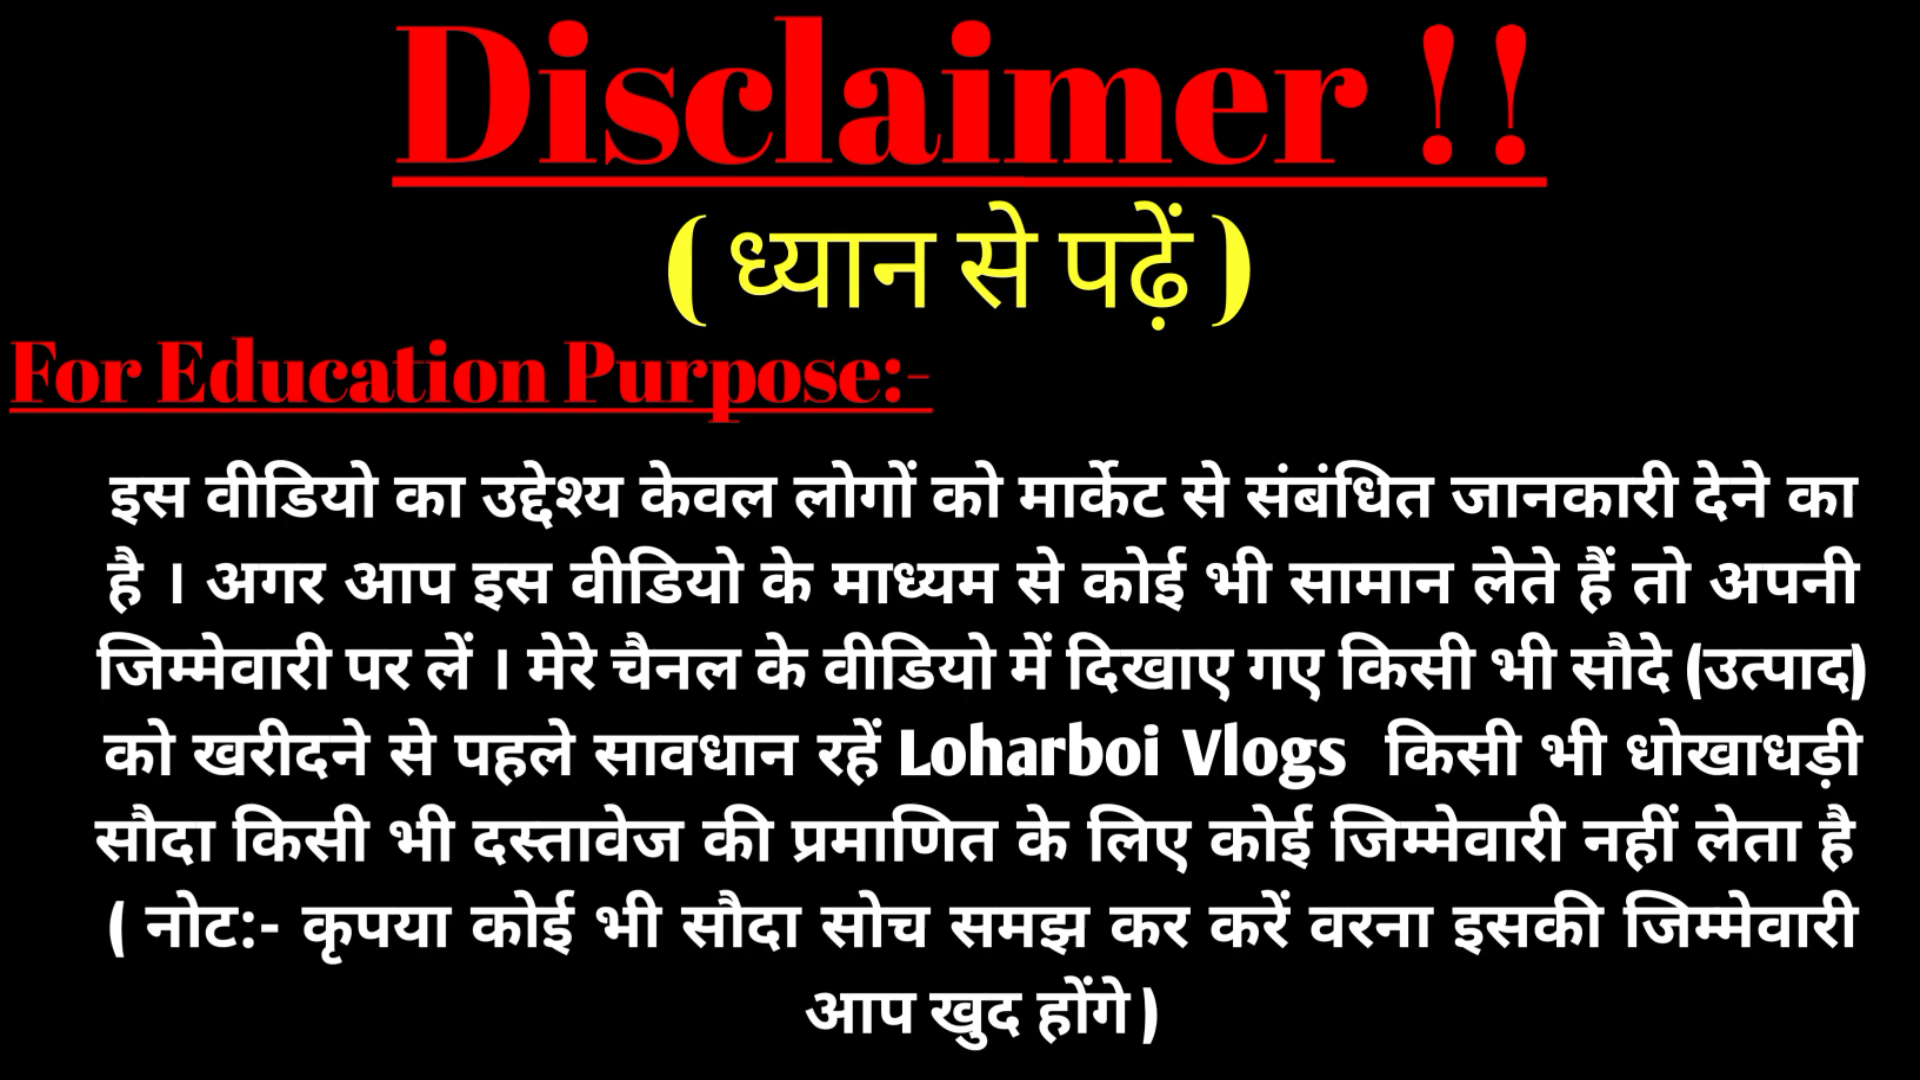 Disclaimer !!
( ध्यान से पढ़ें )
For Education Purpose:-
इस वीडियो का उद्देश्य केवल लोगों को मार्केट से संबंधित जानकारी देने का
है । अगर आप इस वीडियो के माध्यम से कोई भी सामान लेते हैं तो अपनी
जिम्मेवारी पर लें । मेरे चैनल के वीडियो में दिखाए गए किसी भी सौदे (उत्पाद)
को खरीदने से पहले सावधान रहें Loharboi Vlogs किसी भी धोखाधड़ी
सौदा किसी भी दस्तावेज की प्रमाणित के लिए कोई जिम्मेवारी नहीं लेता है
( नोट:- कृपया कोई भी सौदा सोच समझ कर करें वरना इसकी जिम्मेवारी
आप खुद होंगे )